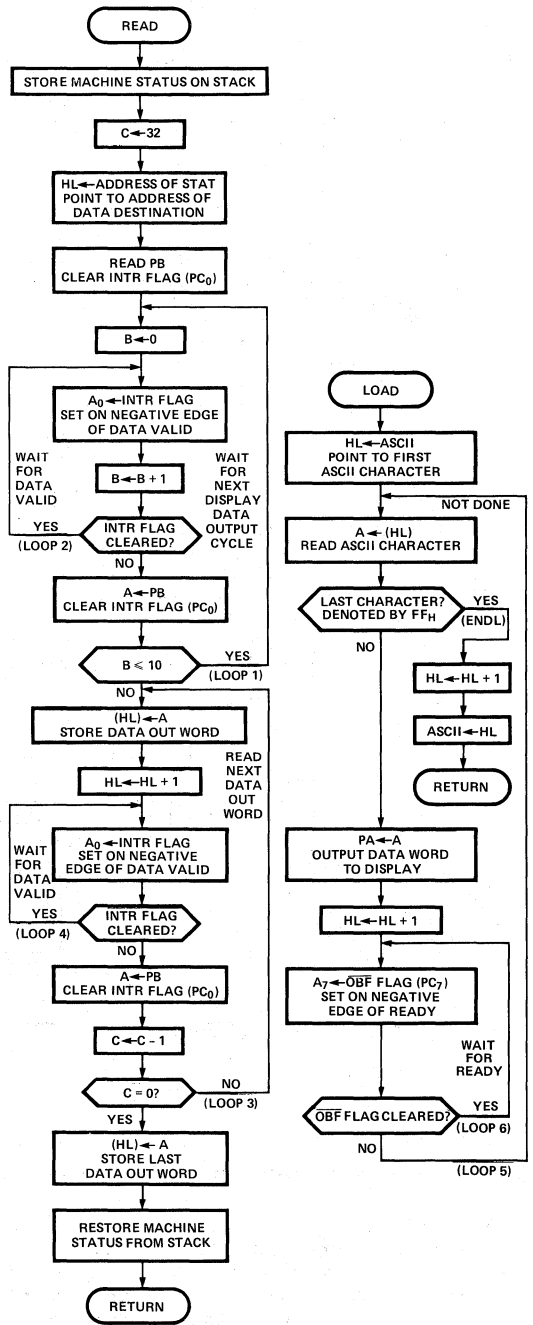 READ
STORE MACHINE STATUS ON STACK
C←32
HL←ADDRESS OF STAT
POINT TO ADDRESS OF
DATA DESTINATION
READ PB
CLEAR INTR FLAG (PC0)
B←0
A0←INTR FLAG
SET ON NEGATIVE EDGE
OF DATA VALID
WAIT
FOR
DATA
VALID
B←B + 1
WAIT
FOR
NEXT
DISPLAY
DATA
OUTPUT
CYCLE
YES
(LOOP 2)
INTR FLAG
CLEARED?
NO
A←PB
CLEAR INTR FLAG (PC0)
B ≤ 10
YES
(LOOP 1)
NO
(HL)←A
STORE DATA OUT WORD
READ
NEXT
DATA
OUT
WORD
HL←HL + 1
WAIT
FOR
DATA
VALID
A0←INTR FLAG
SET ON NEGATIVE
EDGE OF DATA VALID
YES
(LOOP 4)
INTR FLAG
CLEARED?
NO
A←PB
CLEAR INTR FLAG (PC0)
C←C - 1
C = 0?
NO
(LOOP 3)
YES
(HL)←A
STORE LAST
DATA OUT WORD
RESTORE MACHINE
STATUS FROM STACK
RETURN
LOAD
HL←ASCII
POINT TO FIRST
ASCII CHARACTER
NOT DONE
A←(HL)
READ ASCII CHARACTER
LAST CHARACTER?
DENOTED BY FFH
YES
(ENDL)
NO
HL←HL + 1
ASCII←HL
RETURN
PA←A
OUTPUT DATA WORD
TO DISPLAY
HL←HL + 1
A7←O̅B̅F̅ FLAG (PC7)
SET ON NEGATIVE
EDGE OF READY
WAIT
FOR
READY
O̅B̅F̅ FLAG CLEARED?
YES
(LOOP 6)
NO
(LOOP 5)